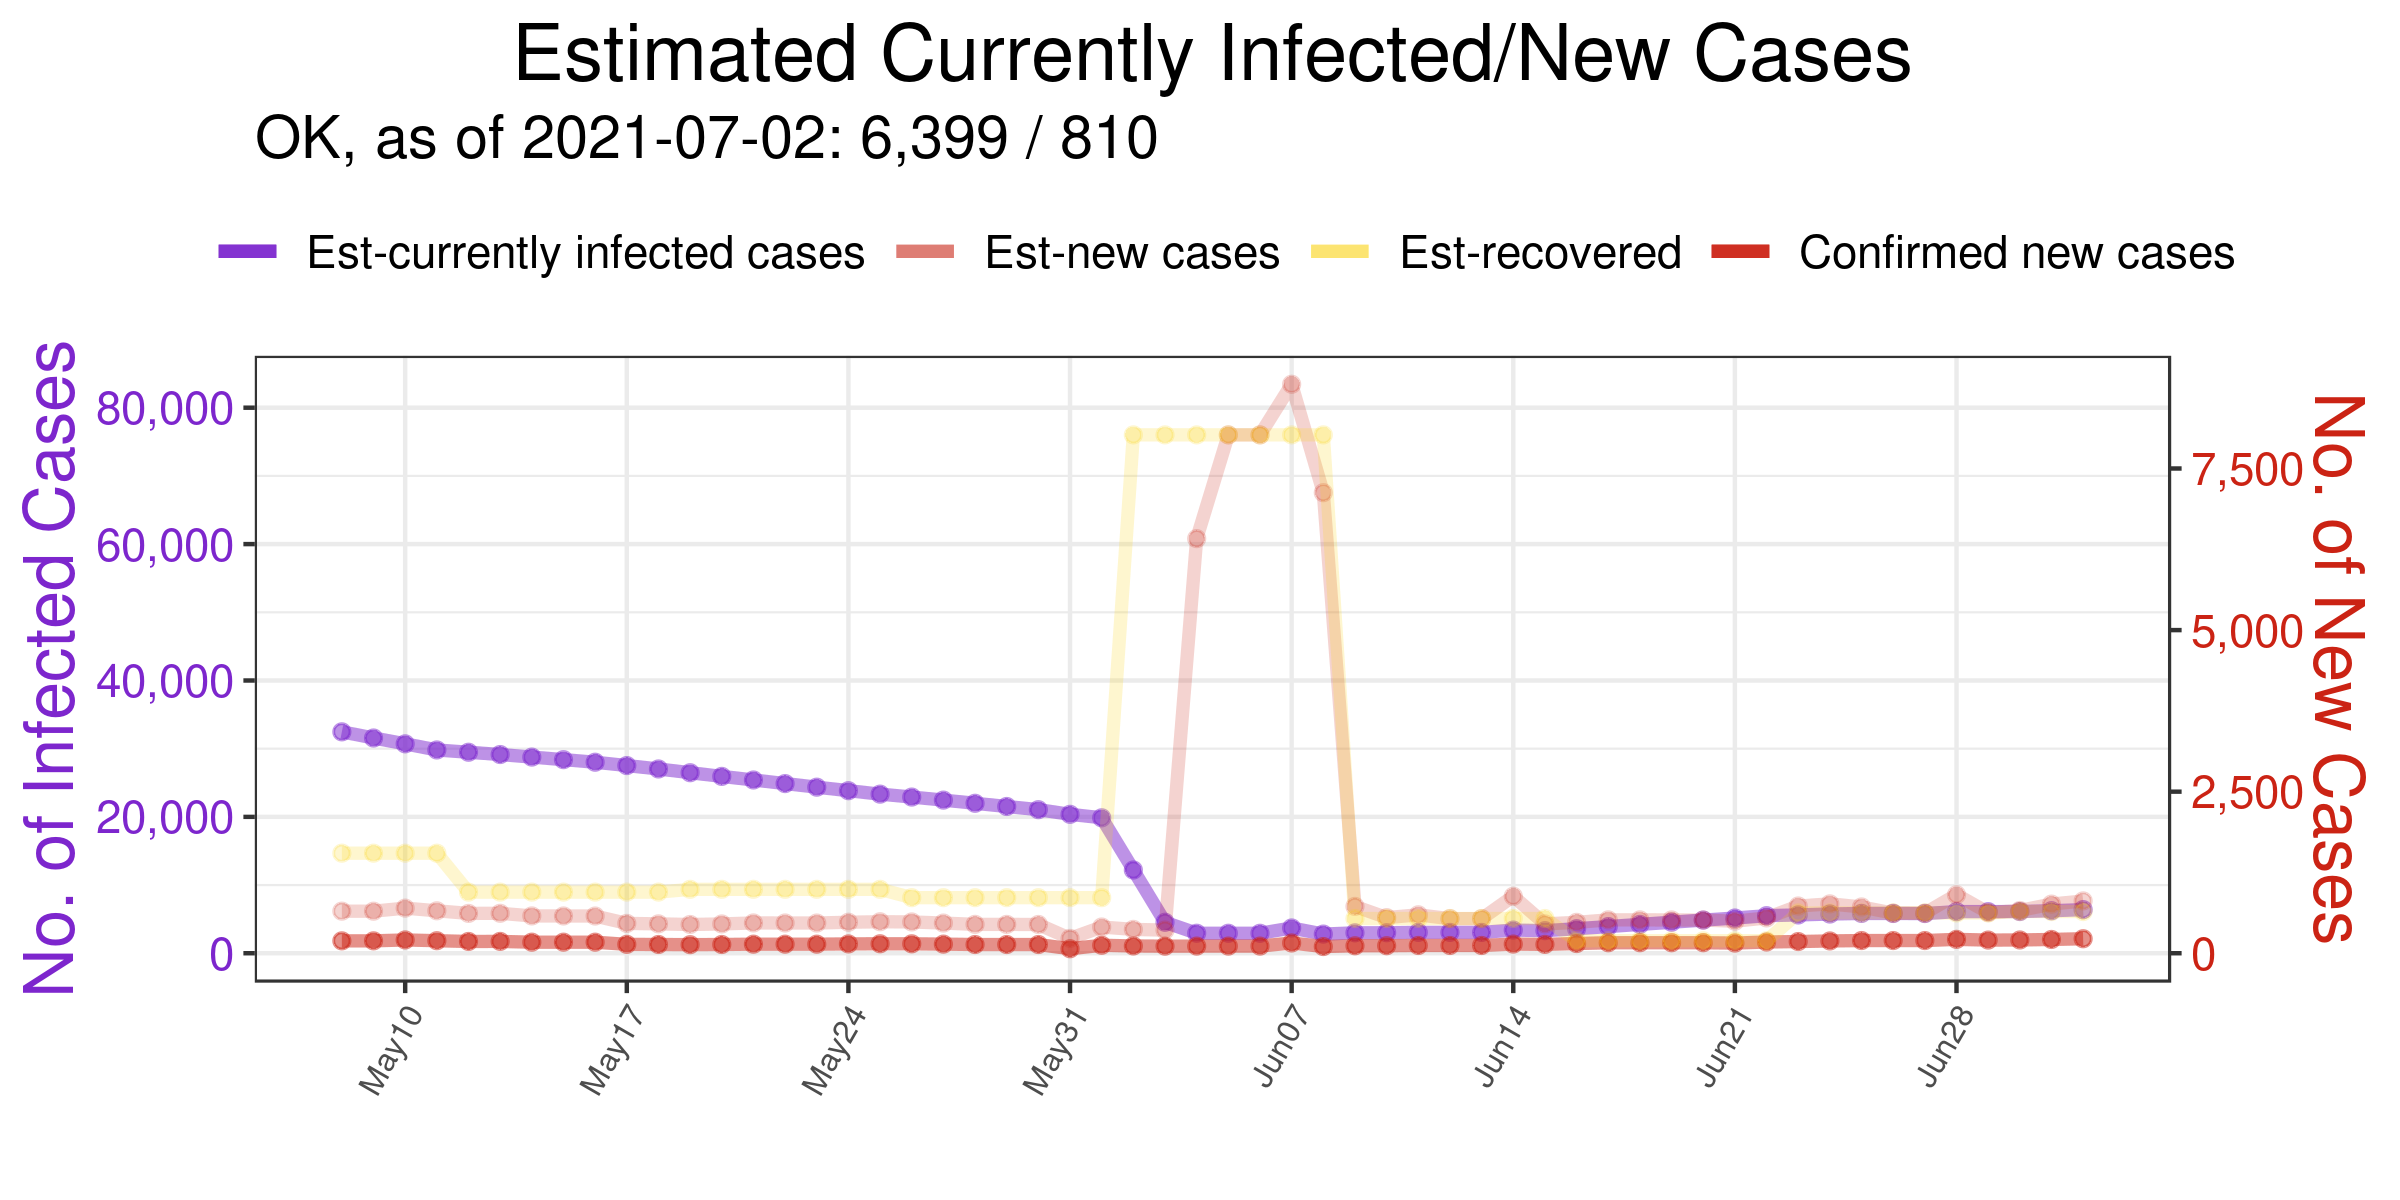 Estimated Currently Infected/New Cases
OK, as of 2021-07-02: 6,399 / 810
Est-currently infected cases Est-new cases Est-recovered Confirmed new cases
No. of Infected Cases
80,000
60,000
40,000
20,000
0
7,500
5,000
2,500
0
No. of New Cases
May10 May17 May24 May31 Jun07 Jun14 Jun21 Jun28